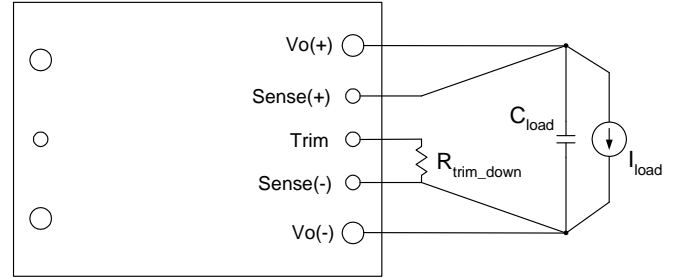 Vo(+)
Sense(+)
Trim
Sense(-)
Vo(-)
Rtrim_down
Cload
Iload